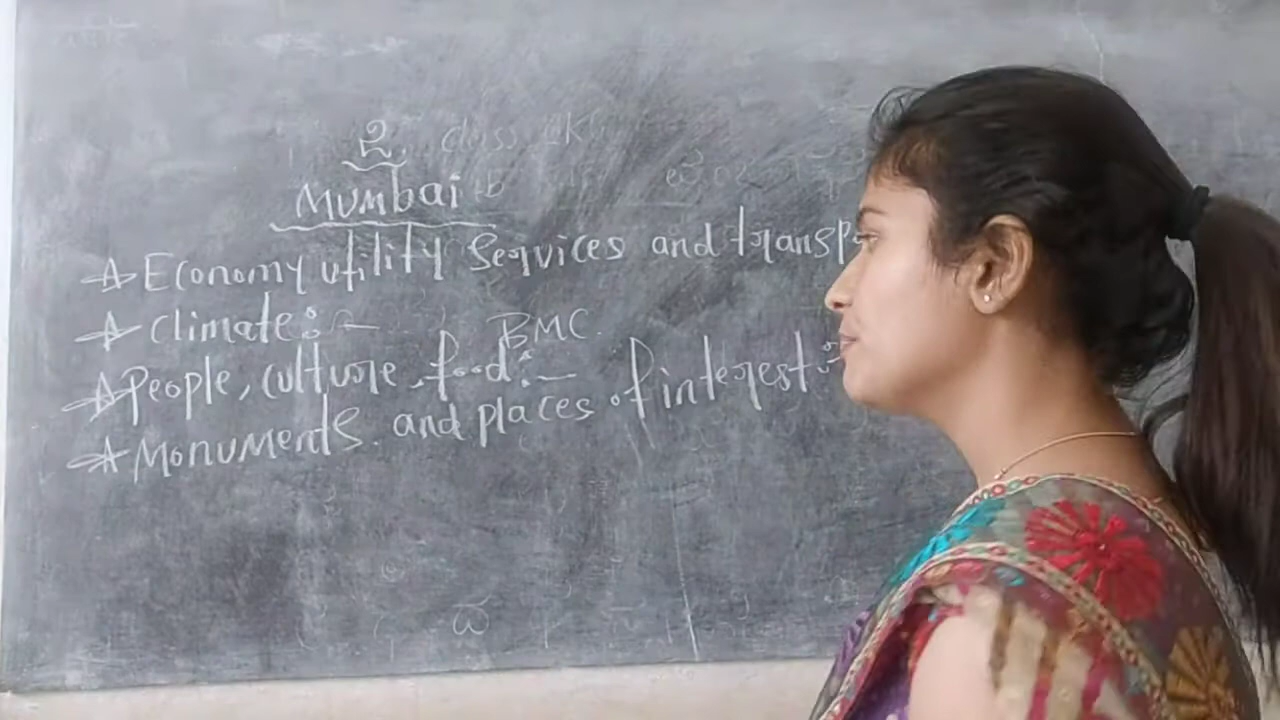 Mumbai
Economy utility services and transp
Climate:-
BMC.
People, culture, food:-
Monuments. and places of interest: